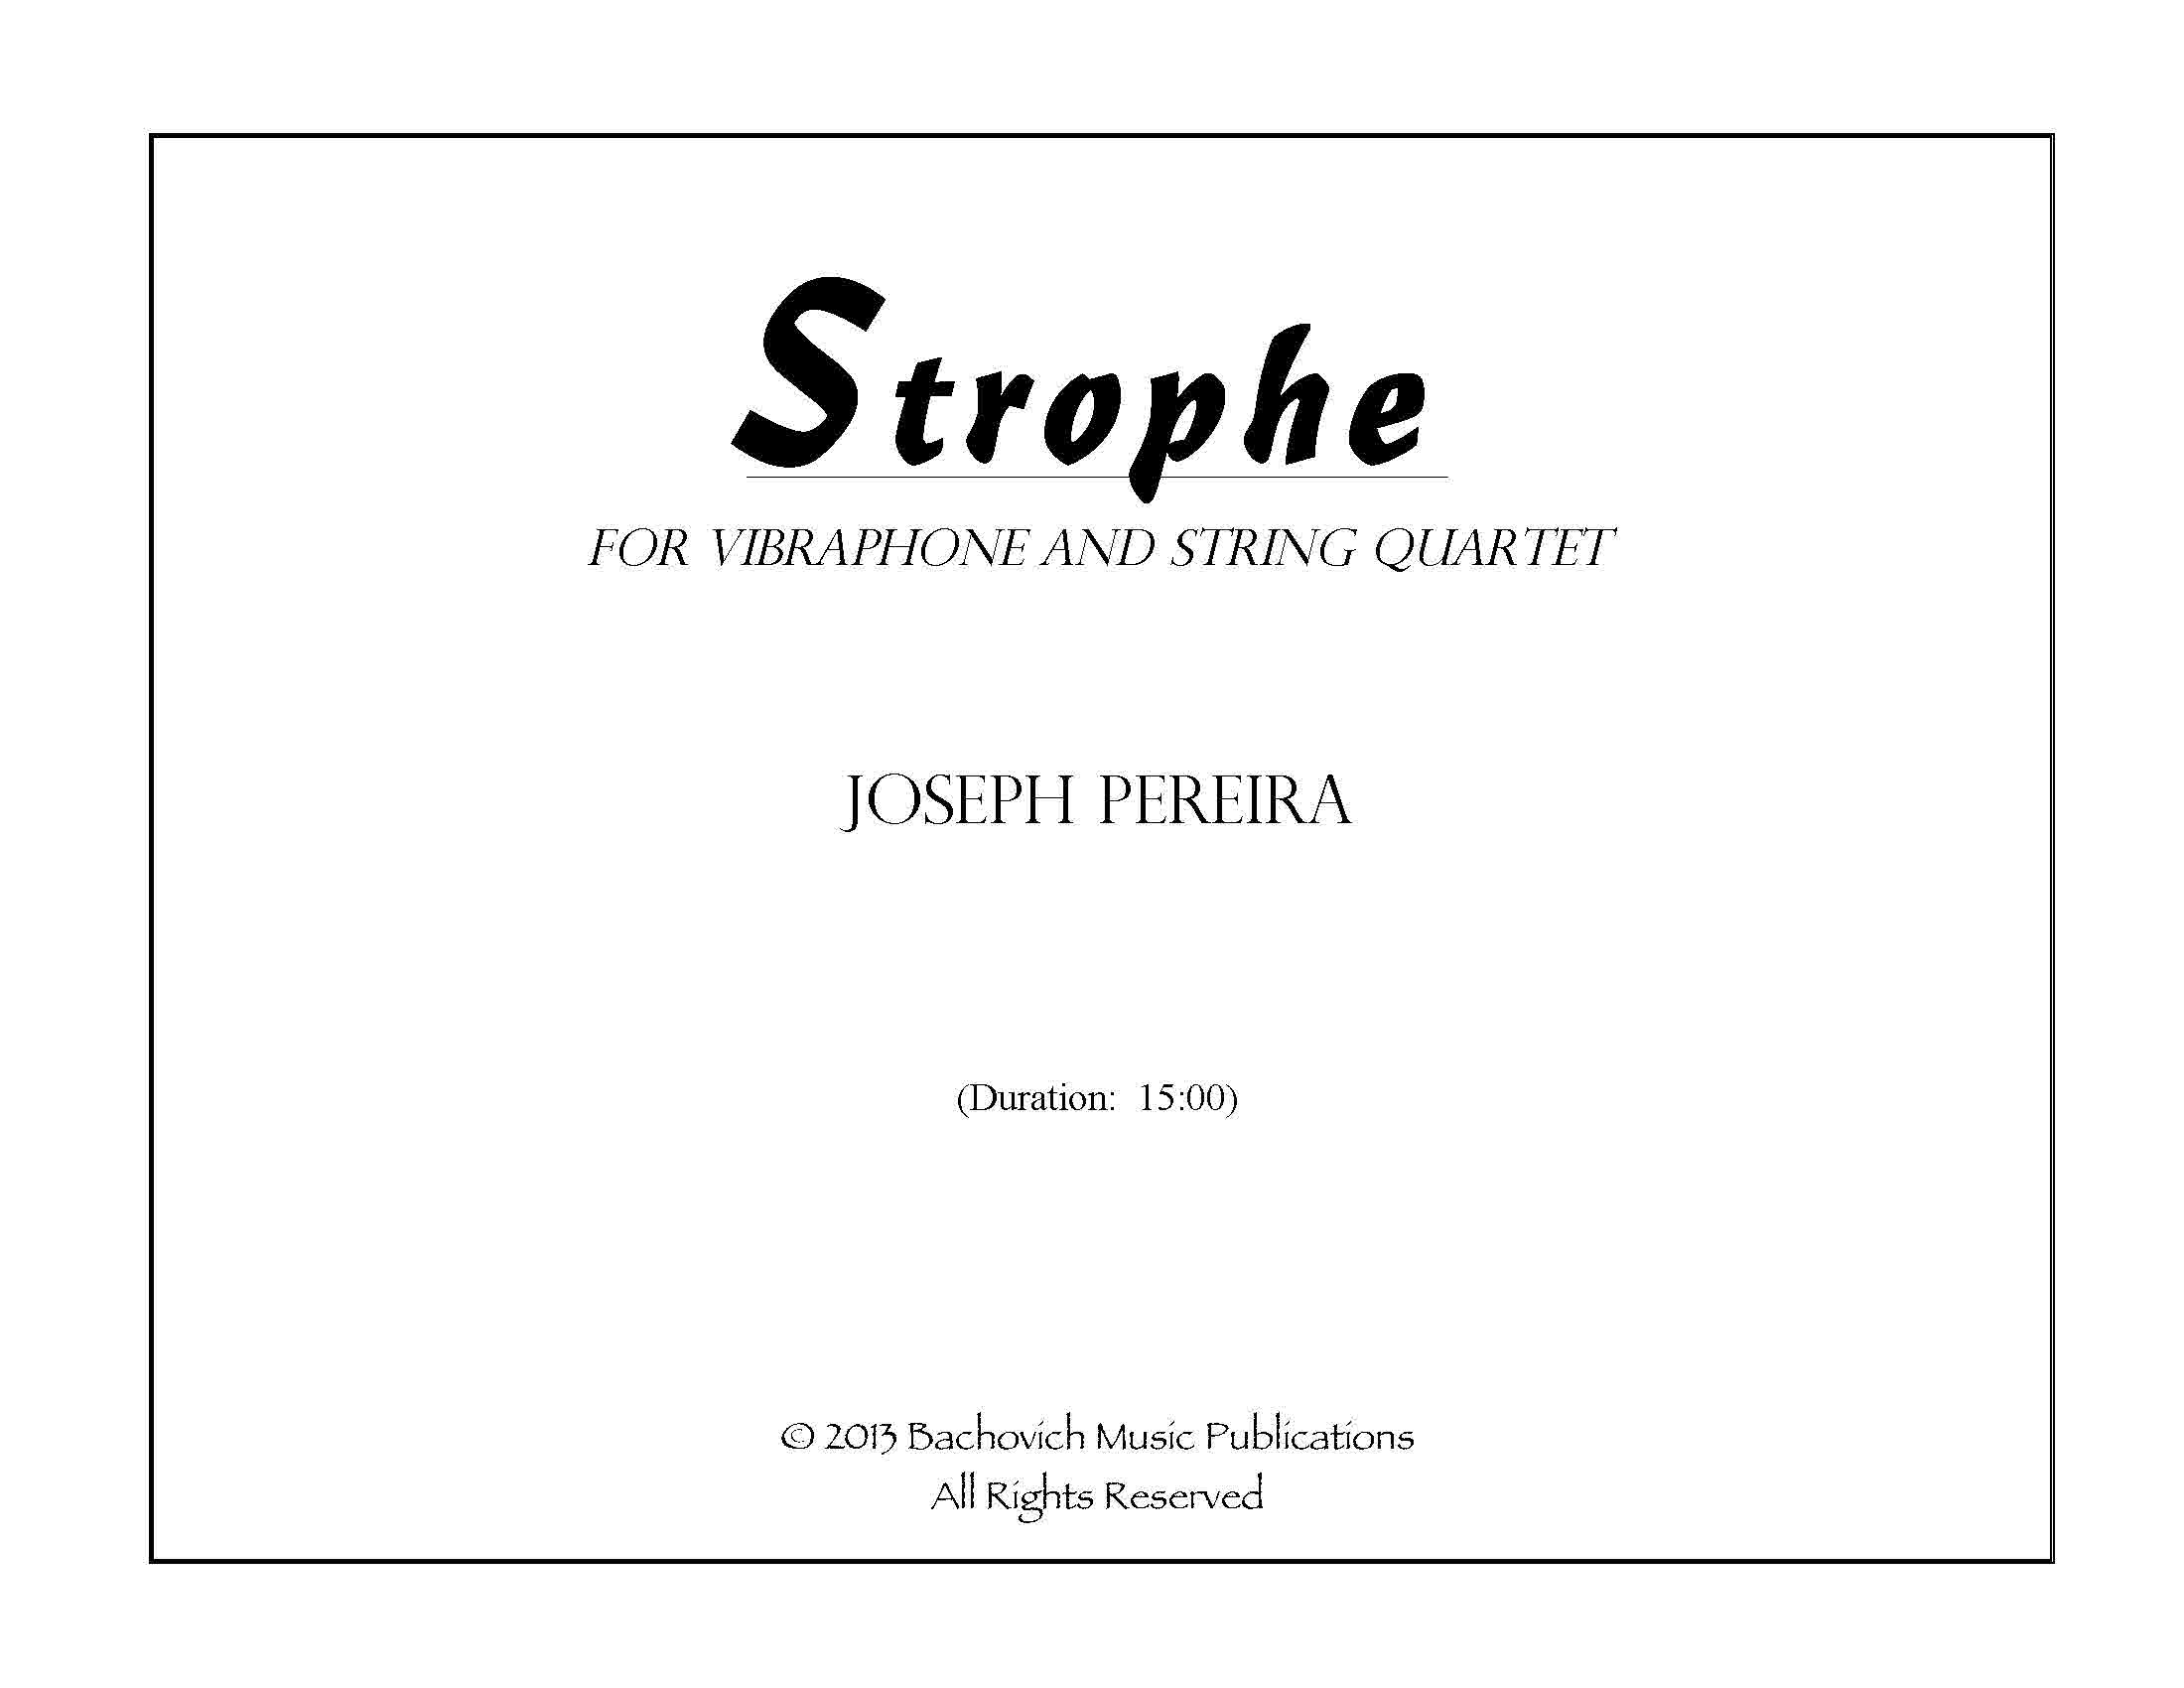 Strophe
FOR VIBRAPHONE AND STRING QUARTET
JOSEPH PEREIRA
(Duration:  15:00)
© 2013 Bachovich Music Publications
All Rights Reserved